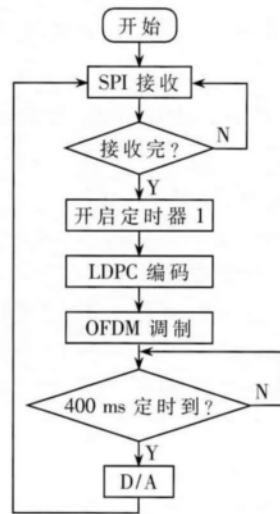 开始
SPI 接收
接收完?
N
Y
开启定时器 1
LDPC 编码
OFDM 调制
400 ms 定时到?
N
Y
D/A